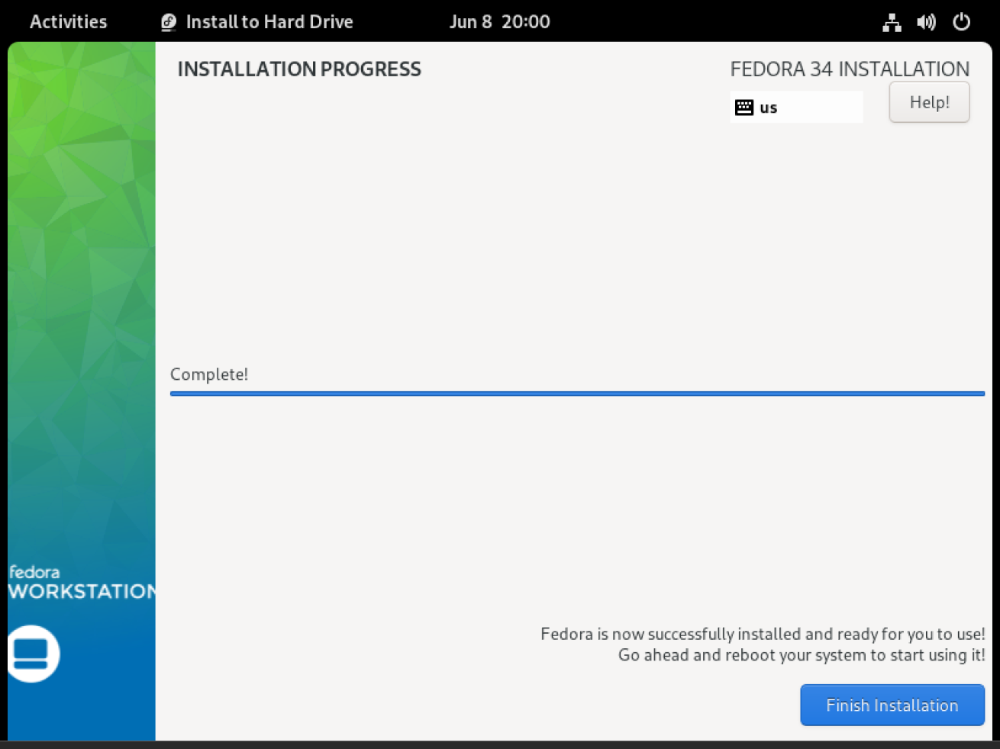 Activities Install to Hard Drive Jun 8 20:00
INSTALLATION PROGRESS
FEDORA 34 INSTALLATION
us
Help!
Complete!
fedora
WORKSTATION
Fedora is now successfully installed and ready for you to use!
Go ahead and reboot your system to start using it!
Finish Installation